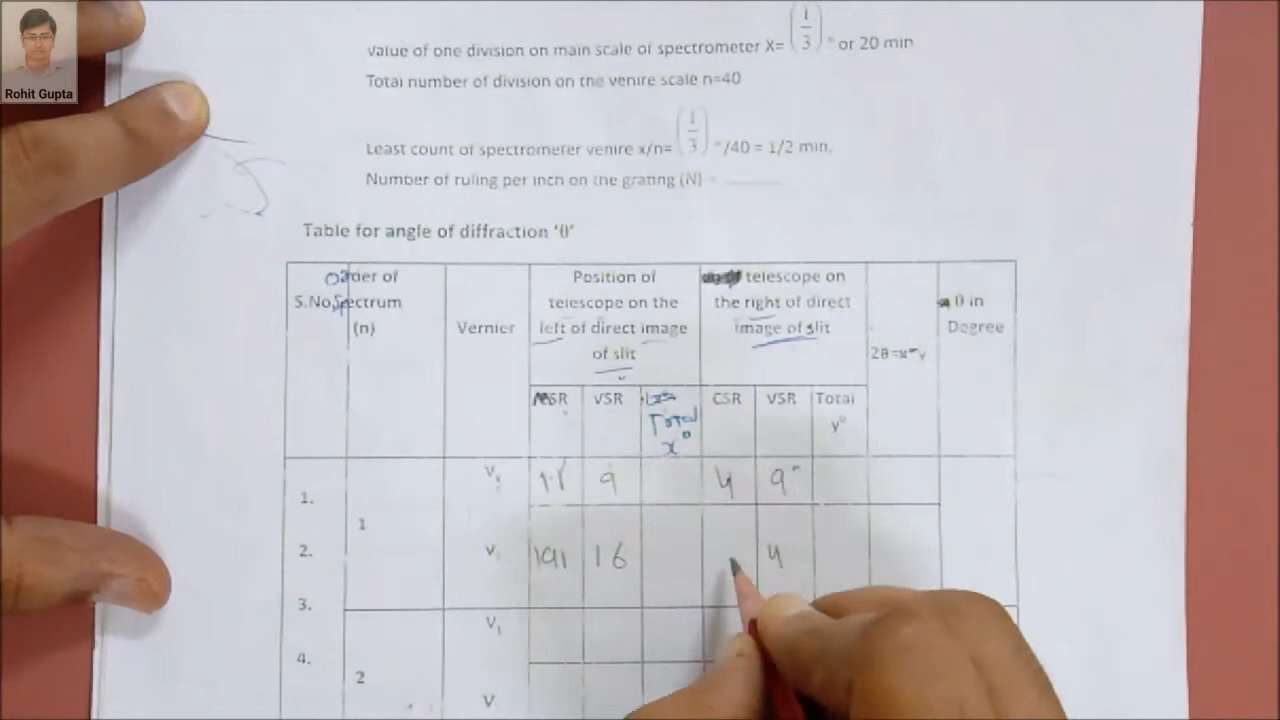 Rohit Gupta
Value of one division on main scale of spectrometer X= (1/3)° or 20 min
Total number of division on the venire scale n=40
Least count of spectrometer venire x/n= (1/3)°/40 = 1/2 min.
Number of ruling per inch on the grating (N) = ______
Table for angle of diffraction 'θ'
S.No
Order of
Spectrum
(n)
Vernier
Position of
telescope on the
left of direct image
of slit
telescope on
the right of direct
image of slit
2θ=x~y
θ in
Degree
MSR VSR Total x° CSR VSR Total y°
1. 1 V₁ 11 9 4 9
2. V 191 16 4
3. V₁
4. 2 V